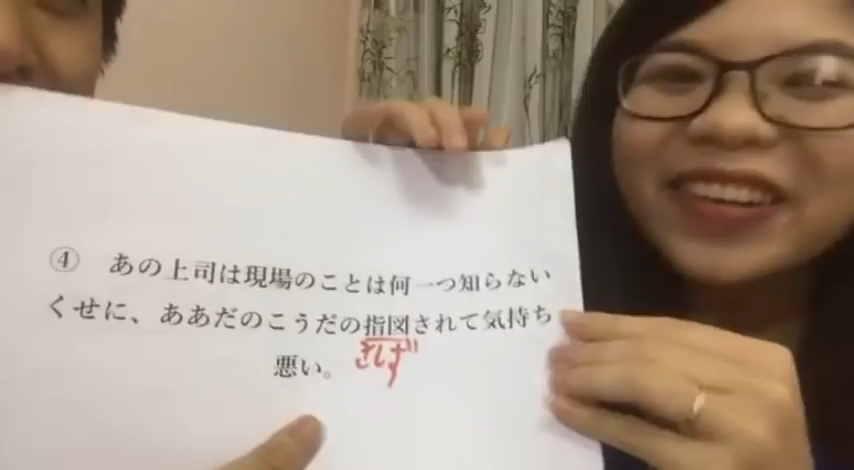 ④ あの上司は現場のことは何一つ知らない
くせに、ああだのこうだの指図されて気持ち
悪い。
さしず